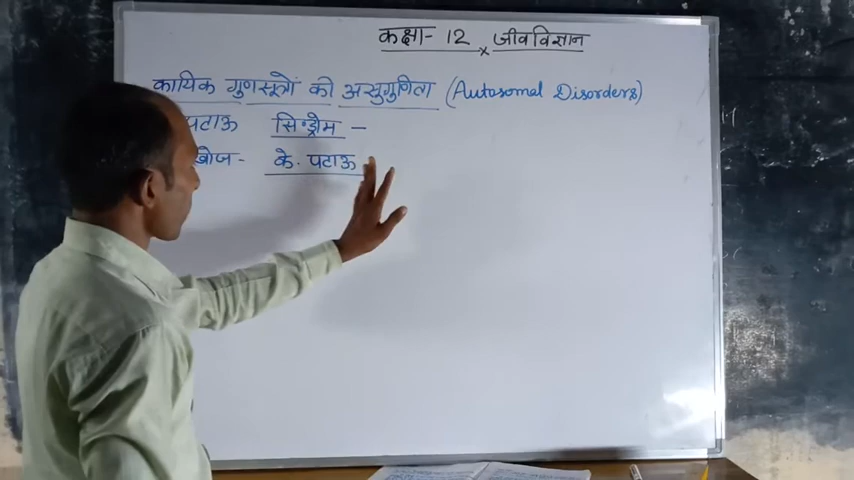 कक्षा- 12 × जीवविज्ञान
कायिक गुणसूत्रों की असुगुणिता (Autosomal Disorders)
पटाऊ सिण्ड्रोम -
खोज- के. पटाऊ